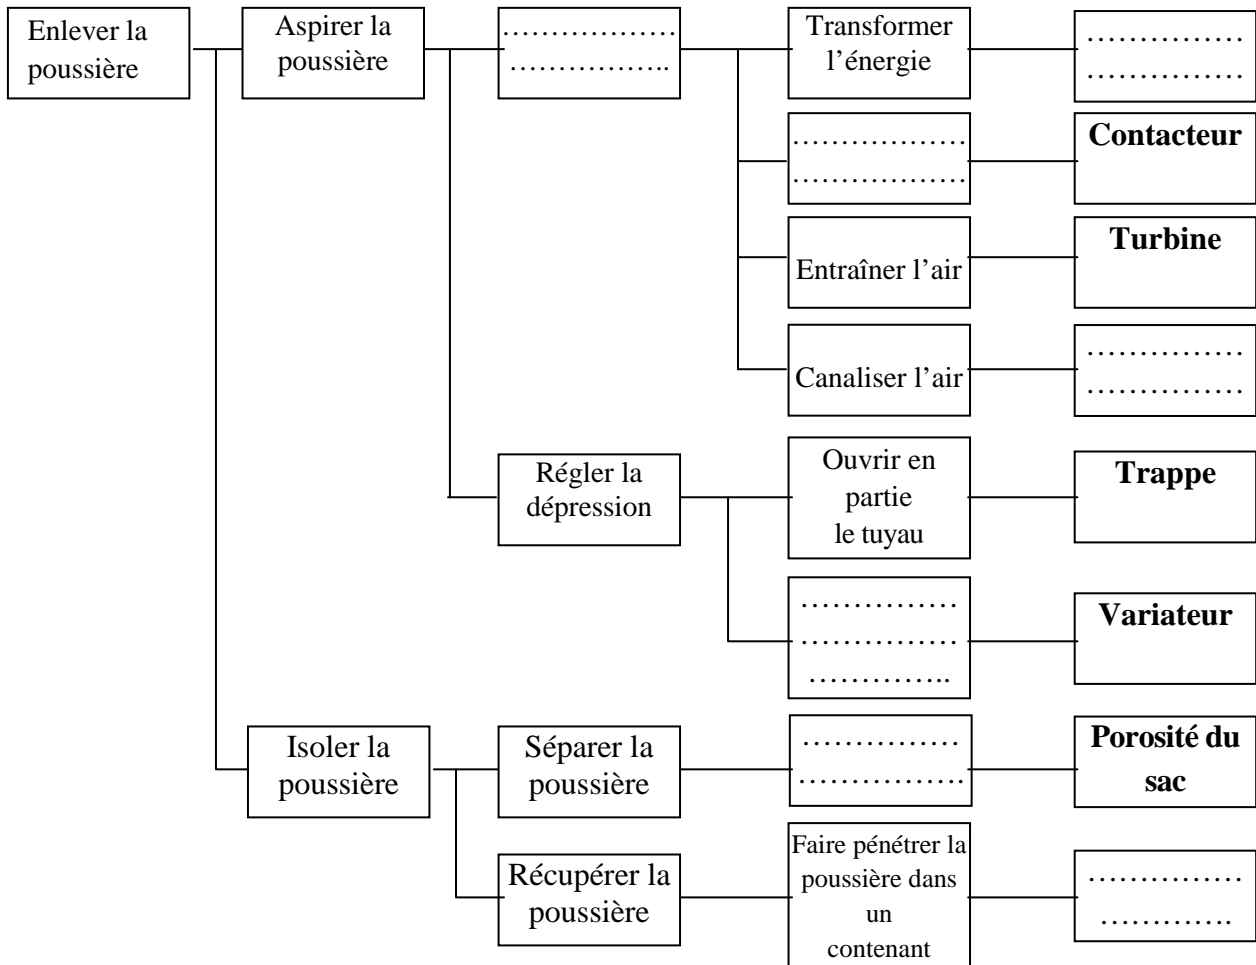 Enlever la
poussière
Aspirer la
poussière
………………
……………..
Transformer
l’énergie
……………
……………
………………
………………
Contacteur
Entraîner l’air
Turbine
Canaliser l’air
……………
……………
Régler la
dépression
Ouvrir en
partie
le tuyau
Trappe
……………
……………
…………..
Variateur
Isoler la
poussière
Séparer la
poussière
……………
…………….
Porosité du
sac
Récupérer la
poussière
Faire pénétrer la
poussière dans
un
contenant
……………
………….